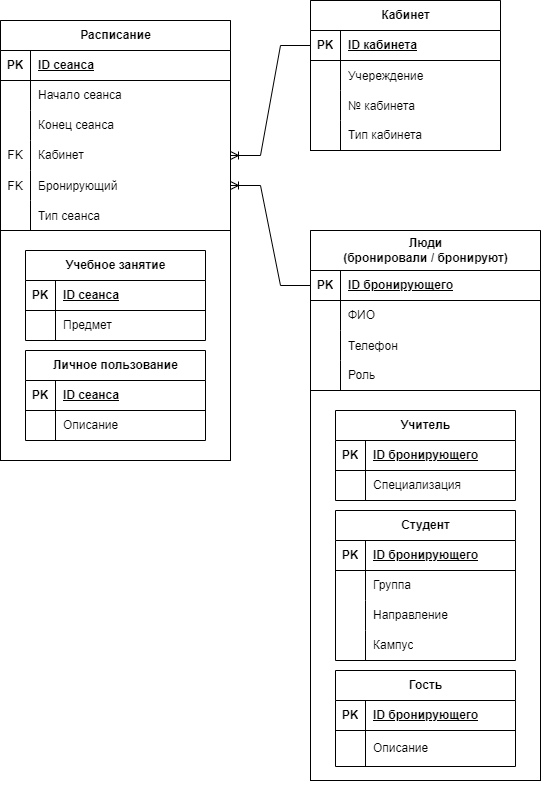 Расписание
PK ID сеанса
Начало сеанса
Конец сеанса
FK Кабинет
FK Бронирующий
Тип сеанса
Учебное занятие
PK ID сеанса
Предмет
Личное пользование
PK ID сеанса
Описание
Кабинет
PK ID кабинета
Учереждение
№ кабинета
Тип кабинета
Люди
(бронировали / бронируют)
PK ID бронирующего
ФИО
Телефон
Роль
Учитель
PK ID бронирующего
Специализация
Студент
PK ID бронирующего
Группа
Направление
Кампус
Гость
PK ID бронирующего
Описание